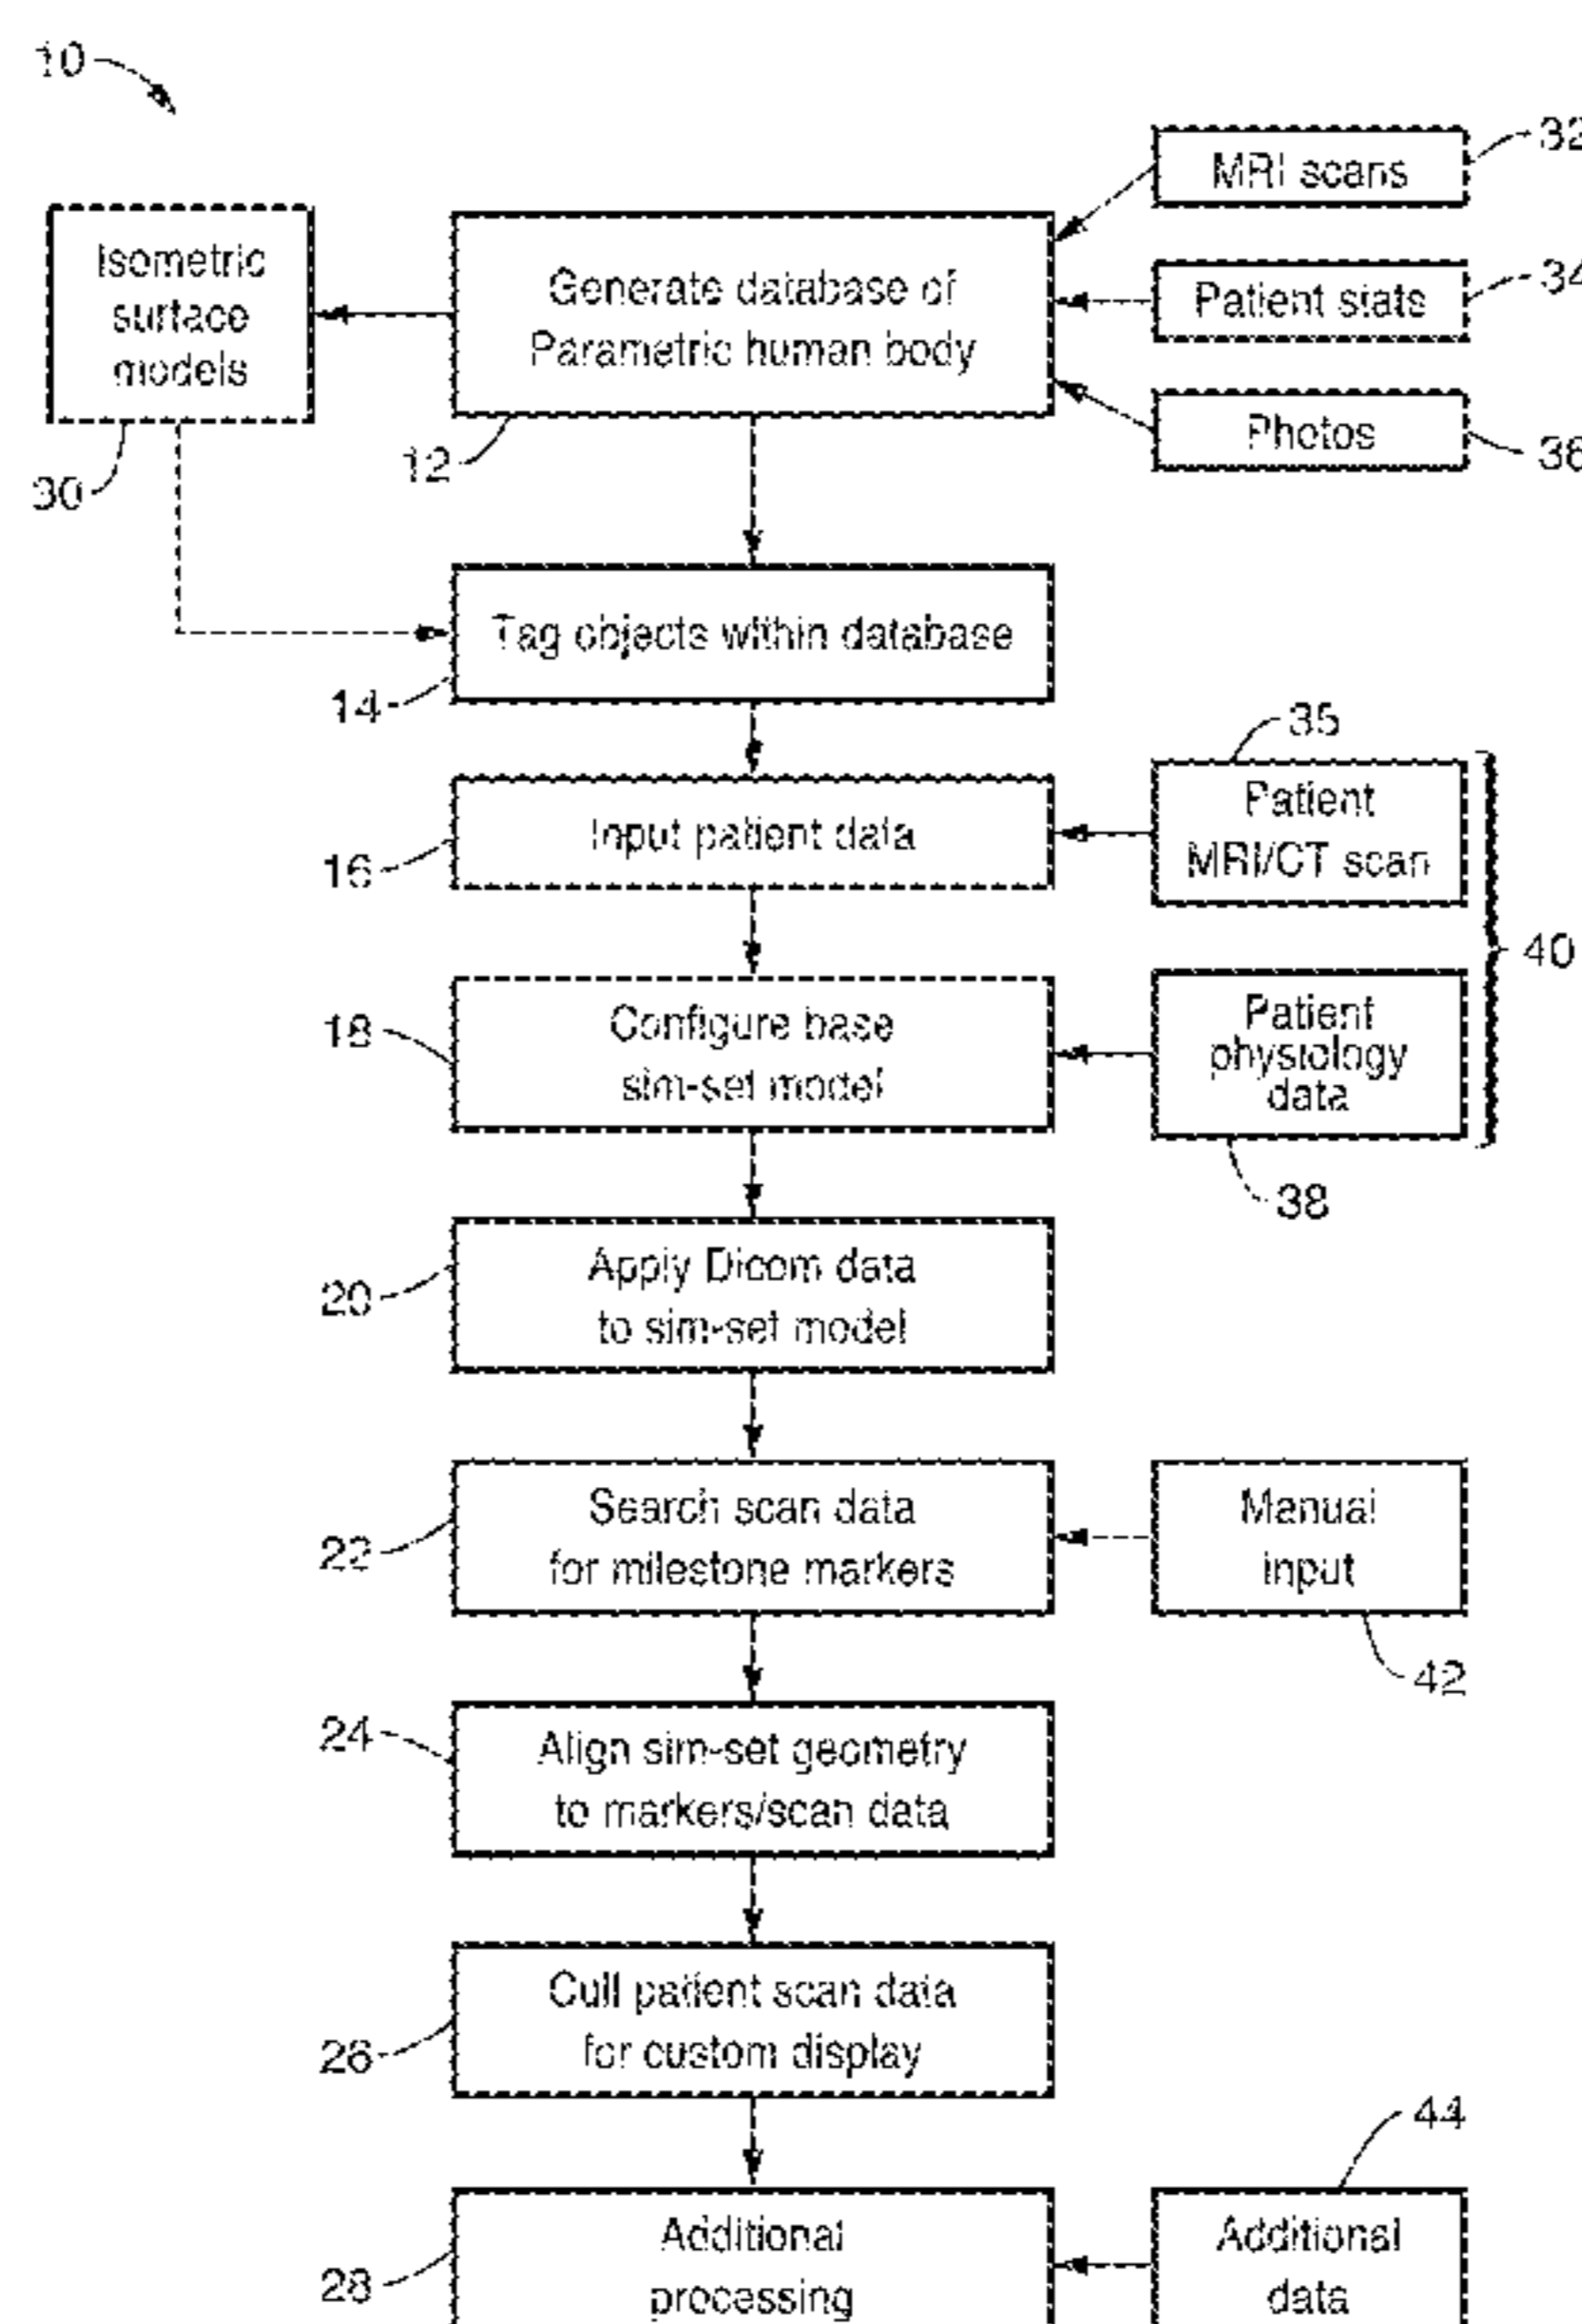 10
MRI scans
32
Isometric
surface
models
30
Generate database of
Parametric human body
12
Patient stats
34
Photos
36
Tag objects within database
14
Input patient data
16
35
Patient
MRI/CT scan
40
Configure base
sim-set model
18
Patient
physiology
data
38
Apply Dicom data
to sim-set model
20
Search scan data
for milestone markers
22
Manual
input
42
24
Align sim-set geometry
to markers/scan data
Cull patient scan data
for custom display
26
44
Additional
processing
28
Additional
data